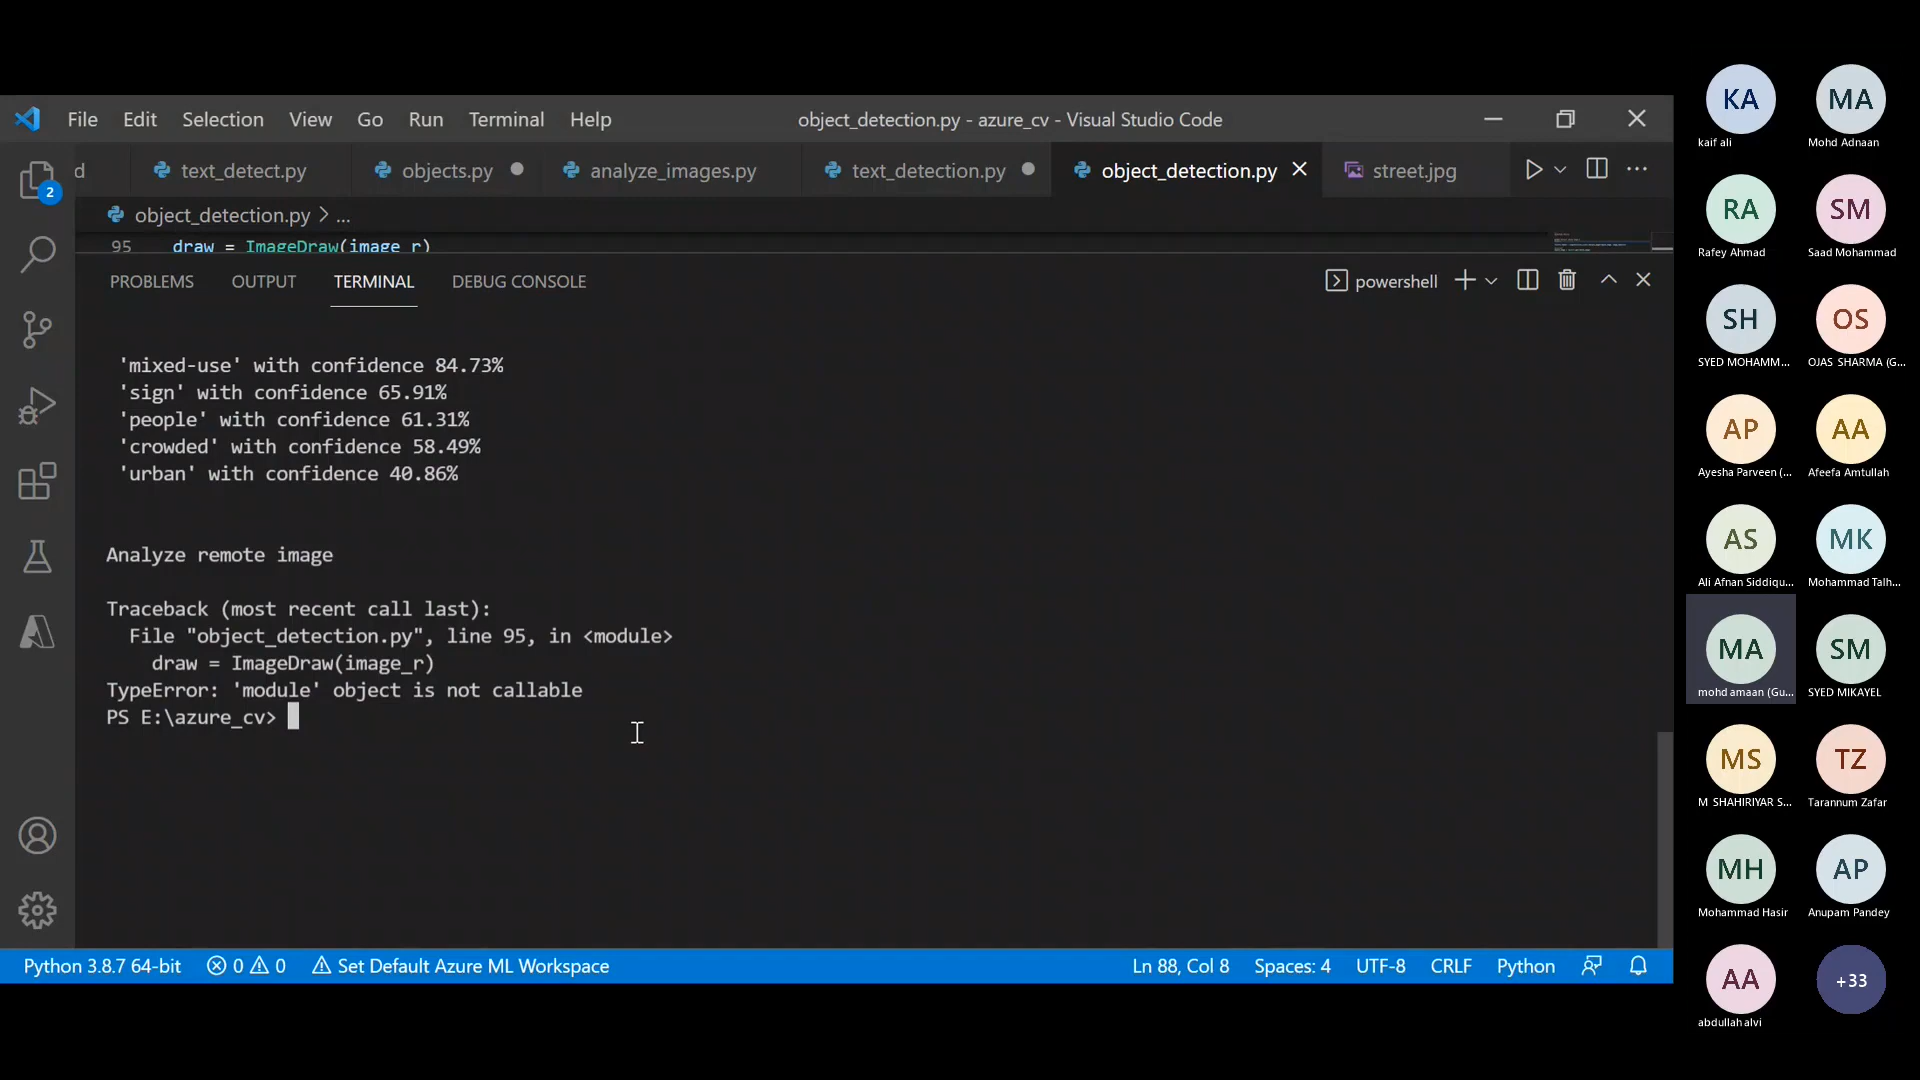 File Edit Selection View Go Run Terminal Help object_detection.py - azure_cv - Visual Studio Code
d text_detect.py objects.py analyze_images.py text_detection.py object_detection.py street.jpg
2
object_detection.py > ...
95 draw = ImageDraw(image_r)
PROBLEMS OUTPUT TERMINAL DEBUG CONSOLE powershell
'mixed-use' with confidence 84.73%
'sign' with confidence 65.91%
'people' with confidence 61.31%
'crowded' with confidence 58.49%
'urban' with confidence 40.86%
Analyze remote image
Traceback (most recent call last):
File "object_detection.py", line 95, in <module>
draw = ImageDraw(image_r)
TypeError: 'module' object is not callable
PS E:\azure_cv>
Python 3.8.7 64-bit 0 0 Set Default Azure ML Workspace Ln 88, Col 8 Spaces: 4 UTF-8 CRLF Python
KA MA
kaif ali Mohd Adnaan
RA SM
Rafey Ahmad Saad Mohammad
SH OS
SYED MOHAMM... OJAS SHARMA (G...
AP AA
Ayesha Parveen (... Afeefa Amtullah
AS MK
Ali Afnan Siddiqu... Mohammad Talh...
MA SM
mohd amaan (Gu... SYED MIKAYEL
MS TZ
M SHAHIRIYAR S... Tarannum Zafar
MH AP
Mohammad Hasir Anupam Pandey
AA +33
abdullah alvi